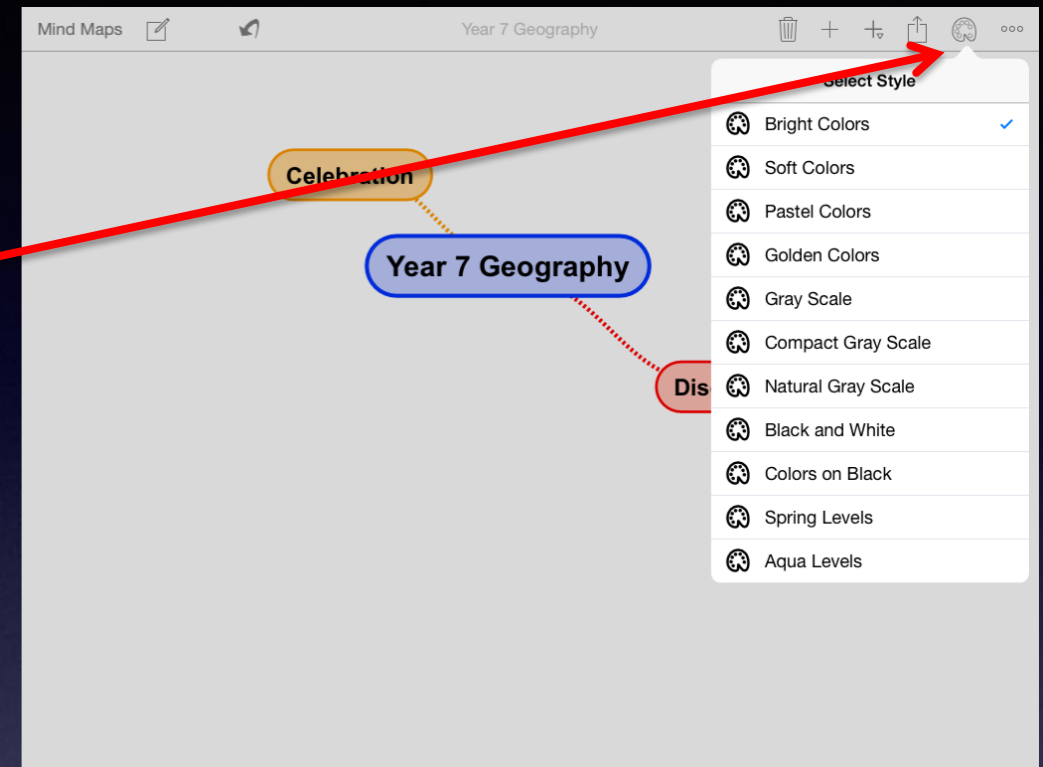 Mind Maps
Year 7 Geography
Select Style
Bright Colors
Soft Colors
Pastel Colors
Golden Colors
Gray Scale
Compact Gray Scale
Natural Gray Scale
Black and White
Colors on Black
Spring Levels
Aqua Levels
Celebration
Year 7 Geography
Dis